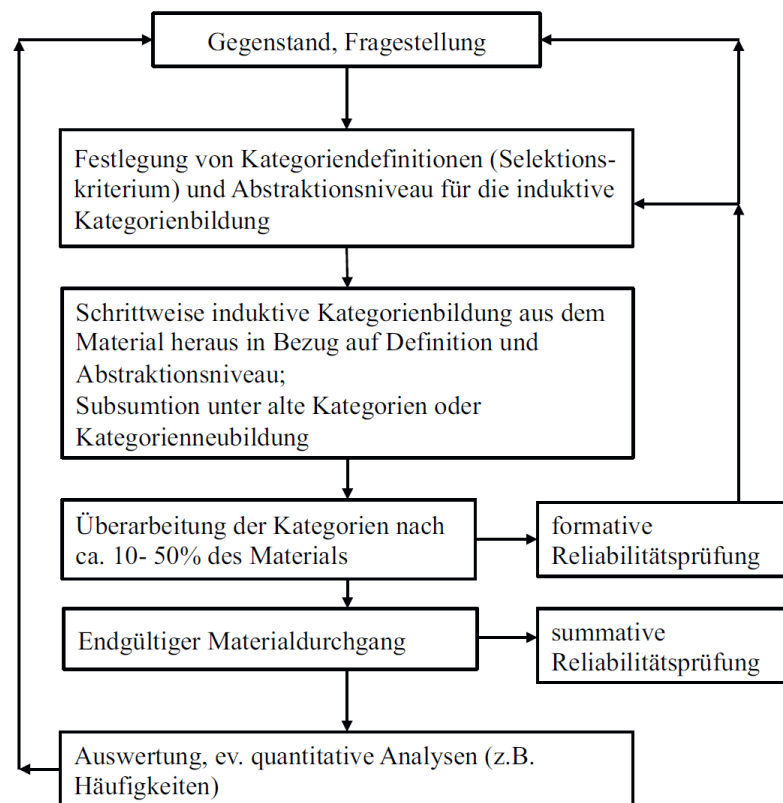 Gegenstand, Fragestellung
Festlegung von Kategoriendefinitionen (Selektions-
kriterium) und Abstraktionsniveau für die induktive
Kategorienbildung
Schrittweise induktive Kategorienbildung aus dem
Material heraus in Bezug auf Definition und
Abstraktionsniveau;
Subsumtion unter alte Kategorien oder
Kategorienneubildung
Überarbeitung der Kategorien nach
ca. 10- 50% des Materials
formative
Reliabilitätsprüfung
Endgültiger Materialdurchgang
summative
Reliabilitätsprüfung
Auswertung, ev. quantitative Analysen (z.B.
Häufigkeiten)